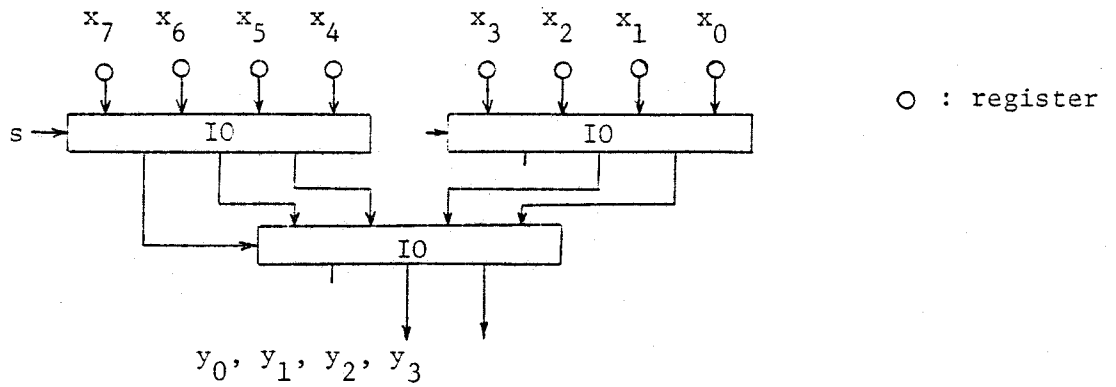 x7 x6 x5 x4 x3 x2 x1 x0
○ : register
s IO IO
IO
y0, y1, y2, y3